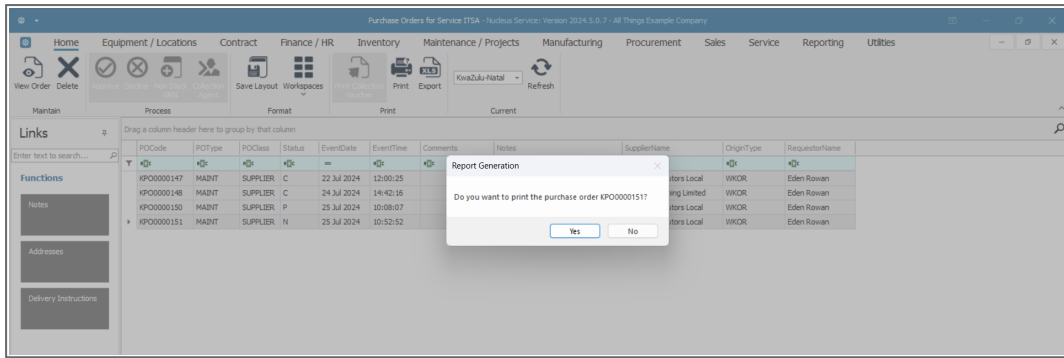 Purchase Orders for Service ITSA - Nucleus Service: Version 2024.5.0.7 - All Things Example Company
Home Equipment / Locations Contract Finance / HR Inventory Maintenance / Projects Manufacturing Procurement Sales Service Reporting Utilities
View Order Delete Save Layout Workspaces Print Export KwaZulu-Natal Refresh
Maintain Process Format Print Current
Links
Drag a column header here to group by that column
Enter text to search...
POCode POType POClass Status EventDate EventTime Comments Notes SupplierName OriginType RequestorName
Functions
KPO0000147 MAINT SUPPLIER C 22 Jul 2024 12:00:25 WKOR Eden Rowan
KPO0000148 MAINT SUPPLIER C 24 Jul 2024 14:42:16 Limited WKOR Eden Rowan
KPO0000150 MAINT SUPPLIER P 25 Jul 2024 10:08:07 Local WKOR Eden Rowan
KPO0000151 MAINT SUPPLIER N 25 Jul 2024 10:52:52 Local WKOR Eden Rowan
Notes
Addresses
Delivery Instructions
Report Generation
Do you want to print the purchase order KPO0000151?
Yes No